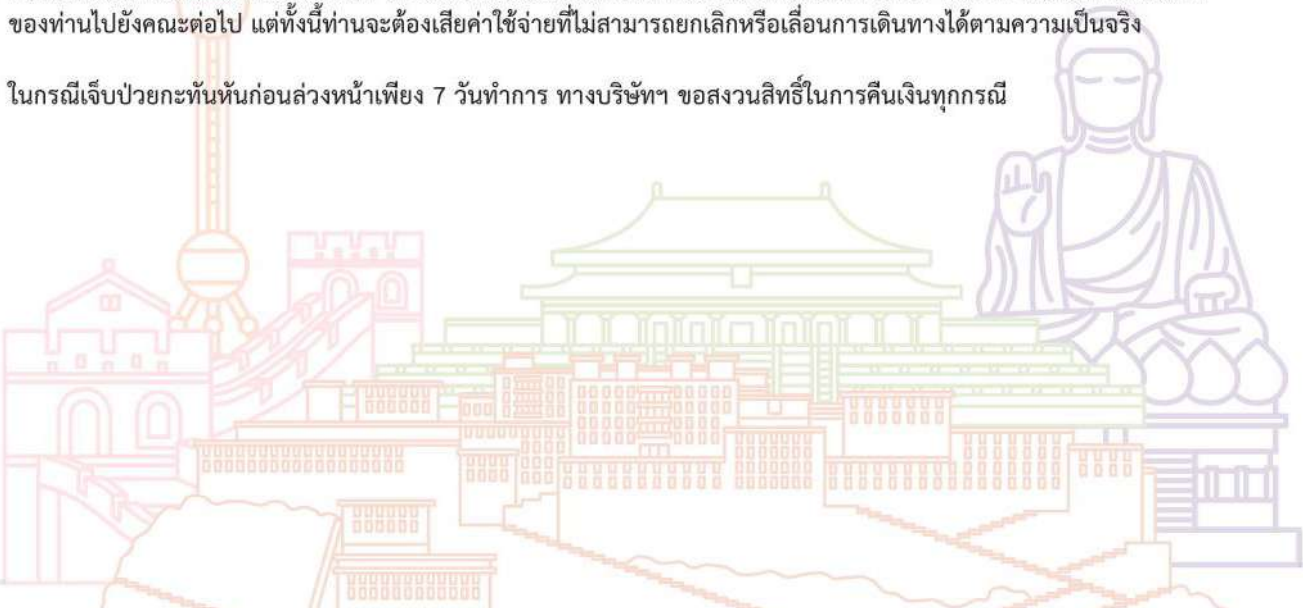 ของท่านไปยังคณะต่อไป แต่ทั้งนี้ท่านจะต้องเสียค่าใช้จ่ายที่ไม่สามารถยกเลิกหรือเลื่อนการเดินทางได้ตามความเป็นจริง
ในกรณีเจ็บป่วยกะทันหันก่อนล่วงหน้าเพียง 7 วันทำการ ทางบริษัทฯ ขอสงวนสิทธิ์ในการคืนเงินทุกกรณี